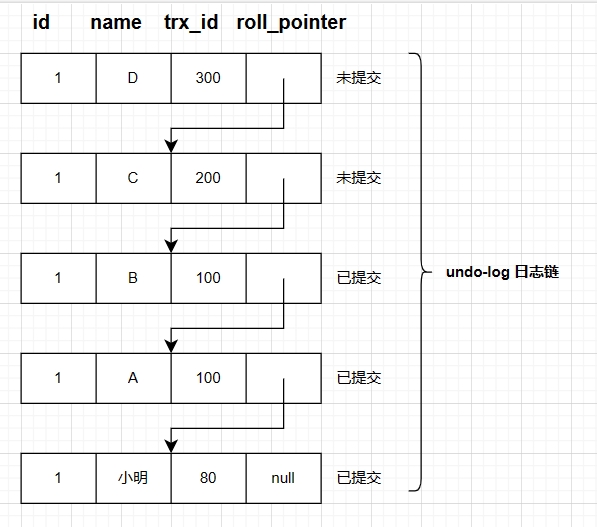 id name trx_id roll_pointer
1 D 300 未提交
1 C 200 未提交
1 B 100 已提交
undo-log 日志链
1 A 100 已提交
1 小明 80 null 已提交